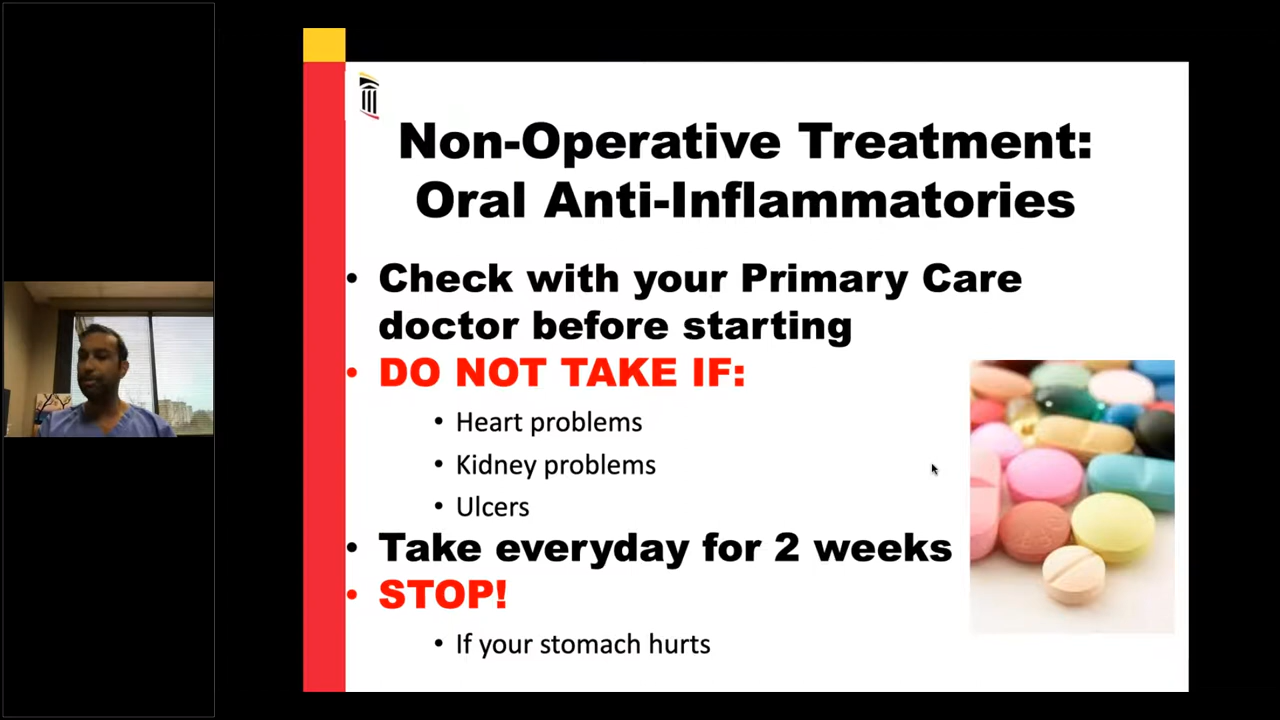 Non-Operative Treatment:
Oral Anti-Inflammatories
• Check with your Primary Care
doctor before starting
• DO NOT TAKE IF:
• Heart problems
• Kidney problems
• Ulcers
• Take everyday for 2 weeks
• STOP!
• If your stomach hurts